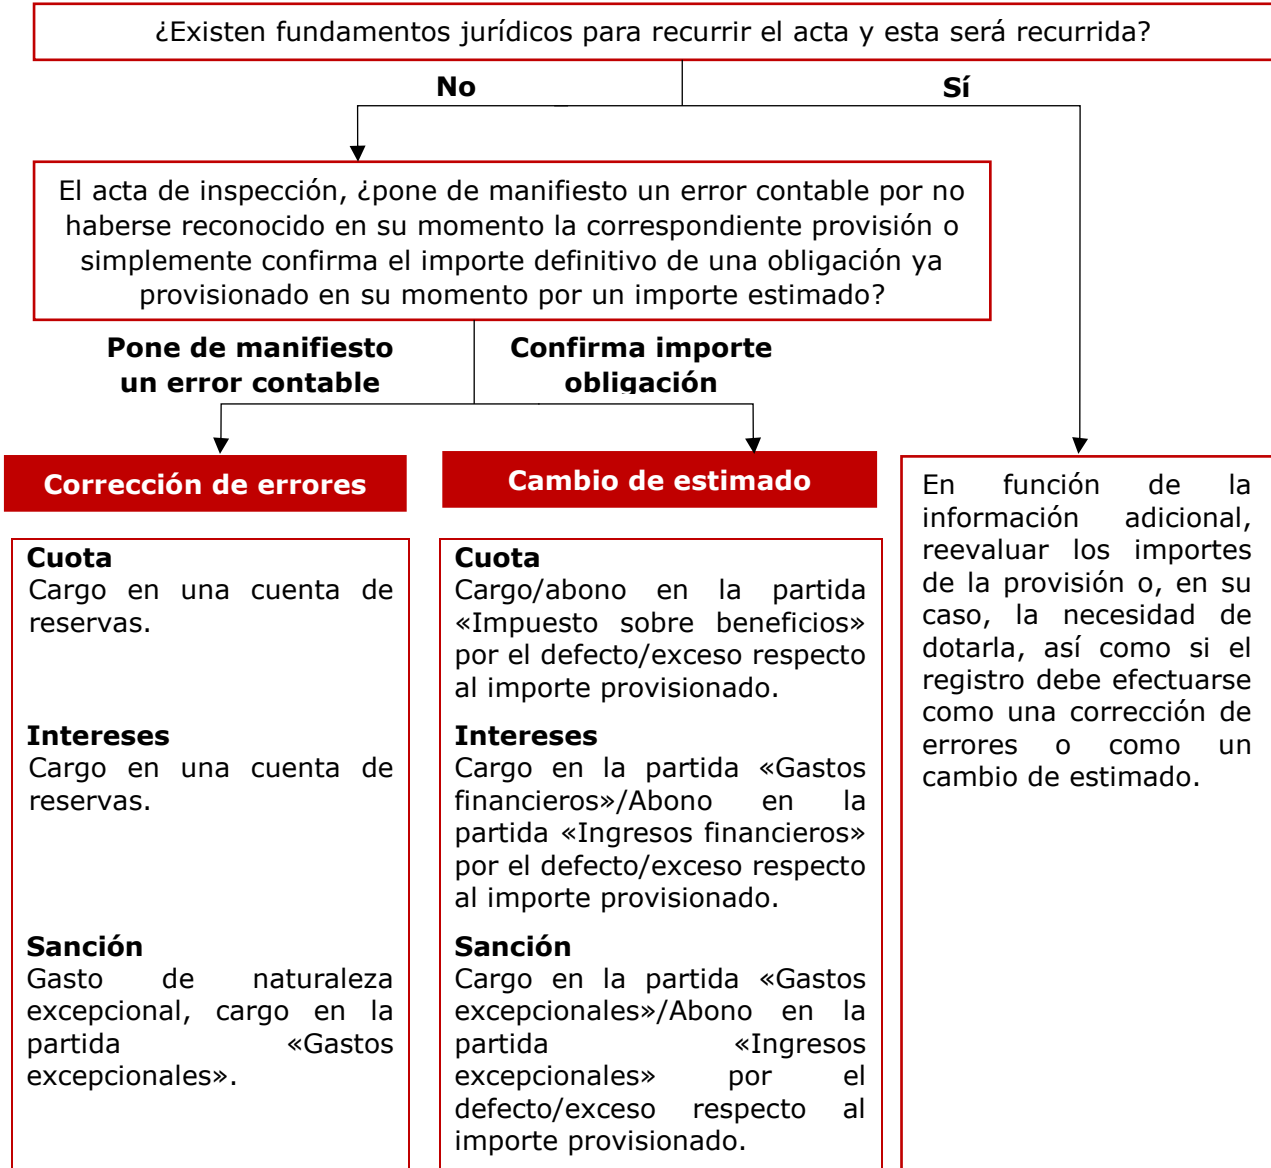 ¿Existen fundamentos jurídicos para recurrir el acta y esta será recurrida?
No
Sí
El acta de inspección, ¿pone de manifiesto un error contable por no
haberse reconocido en su momento la correspondiente provisión o
simplemente confirma el importe definitivo de una obligación ya
provisionado en su momento por un importe estimado?
Pone de manifiesto
un error contable
Confirma importe
obligación
Corrección de errores
Cuota
Cargo en una cuenta de
reservas.
Intereses
Cargo en una cuenta de
reservas.
Sanción
Gasto de naturaleza
excepcional, cargo en la
partida «Gastos
excepcionales».
Cambio de estimado
Cuota
Cargo/abono en la partida
«Impuesto sobre beneficios»
por el defecto/exceso respecto
al importe provisionado.
Intereses
Cargo en la partida «Gastos
financieros»/Abono en la
partida «Ingresos financieros»
por el defecto/exceso respecto
al importe provisionado.
Sanción
Cargo en la partida «Gastos
excepcionales»/Abono en la
partida «Ingresos
excepcionales» por el
defecto/exceso respecto al
importe provisionado.
En función de la
información adicional,
reevaluar los importes
de la provisión o, en su
caso, la necesidad de
dotarla, así como si el
registro debe efectuarse
como una corrección de
errores o como un
cambio de estimado.